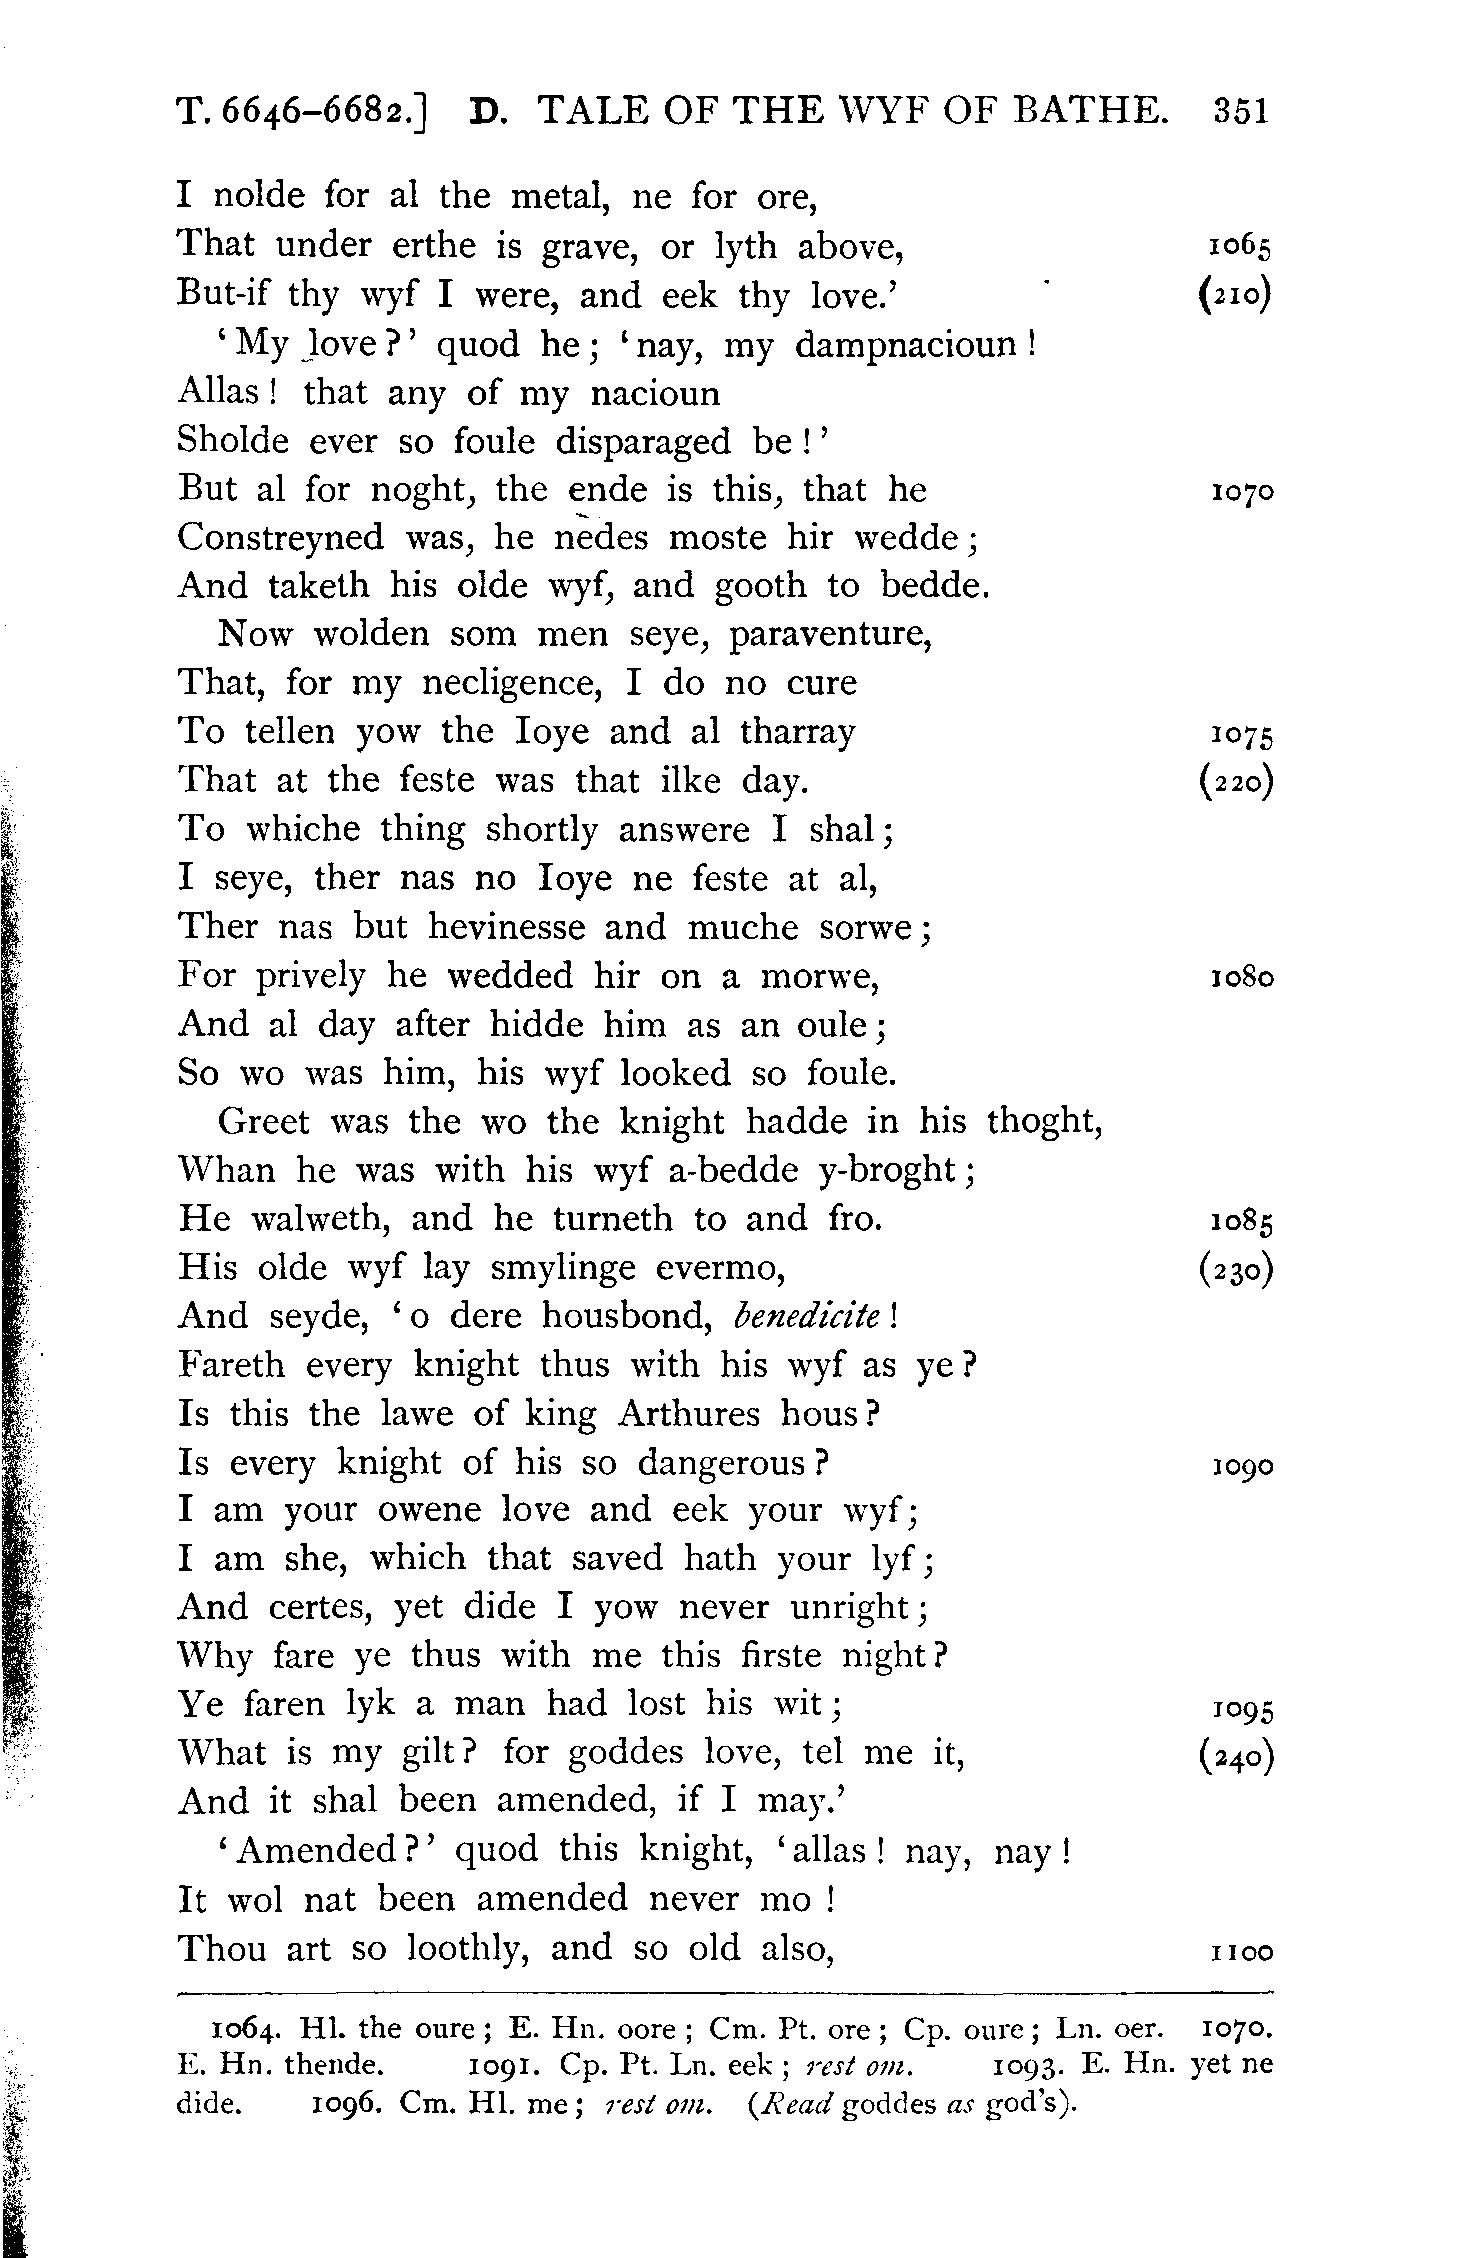 T. 6646–6682.] D. TALE OF THE WYF OF BATHE. 351
I nolde for al the metal, ne for ore,
That under erthe is grave, or lyth above, 1065
But-if thy wyf I were, and eek thy love.’ (210)
‘My love?’ quod he; ‘nay, my dampnacioun!
Allas! that any of my nacioun
Sholde ever so foule disparaged be!’
But al for noght, the ende is this, that he 1070
Constreyned was, he nedes moste hir wedde;
And taketh his olde wyf, and gooth to bedde.
Now wolden som men seye, paraventure,
That, for my necligence, I do no cure
To tellen yow the Ioye and al tharray 1075
That at the feste was that ilke day. (220)
To whiche thing shortly answere I shal;
I seye, ther nas no Ioye ne feste at al,
Ther nas but hevinesse and muche sorwe;
For prively he wedded hir on a morwe, 1080
And al day after hidde him as an oule;
So wo was him, his wyf looked so foule.
Greet was the wo the knight hadde in his thoght,
Whan he was with his wyf a-bedde y-broght;
He walweth, and he turneth to and fro. 1085
His olde wyf lay smylinge evermo, (230)
And seyde, ‘o dere housbond, benedicite!
Fareth every knight thus with his wyf as ye?
Is this the lawe of king Arthures hous?
Is every knight of his so dangerous? 1090
I am your owene love and eek your wyf;
I am she, which that saved hath your lyf;
And certes, yet dide I yow never unright;
Why fare ye thus with me this firste night?
Ye faren lyk a man had lost his wit; 1095
What is my gilt? for goddes love, tel me it, (240)
And it shal been amended, if I may.’
‘Amended?’ quod this knight, ‘allas! nay, nay!
It wol nat been amended never mo!
Thou art so loothly, and so old also, 1100
1064. Hl. the oure; E. Hn. oore; Cm. Pt. ore; Cp. oure; Ln. oer. 1070.
E. Hn. thende. 1091. Cp. Pt. Ln. eek; rest om. 1093. E. Hn. yet ne
dide. 1096. Cm. Hl. me; rest om. (Read goddes as god's).